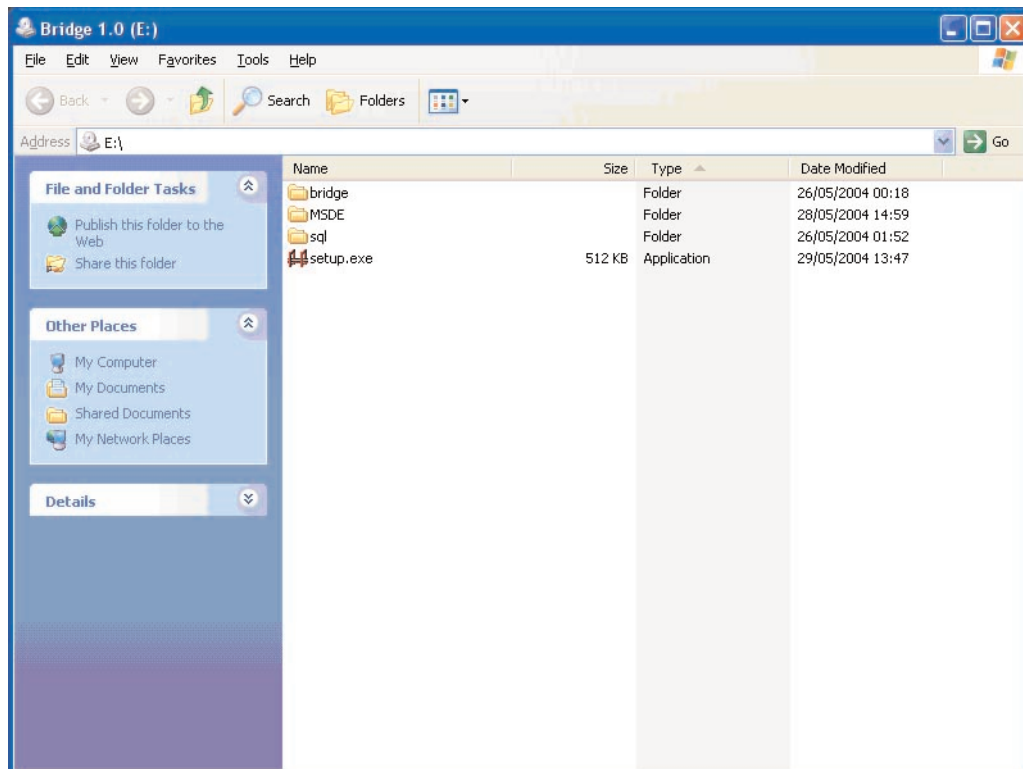 Bridge 1.0 (E:)
File Edit View Favorites Tools Help
Back Search Folders
Address E:\ Go
Name Size Type Date Modified
File and Folder Tasks
Publish this folder to the
Web
Share this folder
Other Places
My Computer
My Documents
Shared Documents
My Network Places
Details
bridge Folder 26/05/2004 00:18
MSDE Folder 28/05/2004 14:59
sql Folder 26/05/2004 01:52
setup.exe 512 KB Application 29/05/2004 13:47